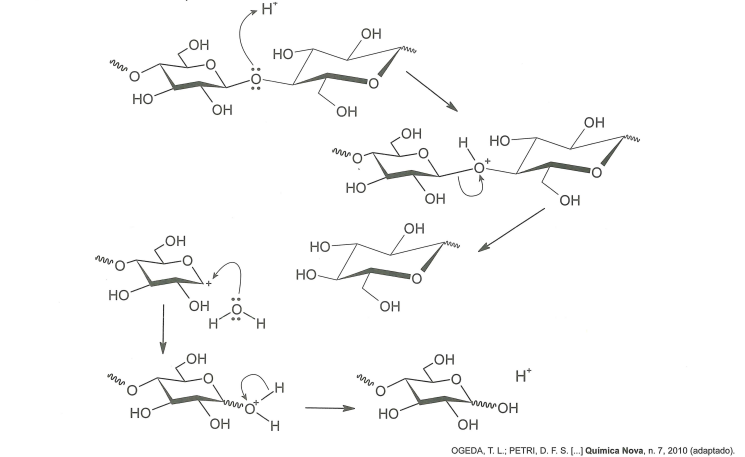 H⁺
OH
OH
HO
O
O
O
O
HO
OH
OH
OH
OH
H
HO
O
O
O⁺
O
HO
OH
OH
OH
OH
HO
O
O
HO
O
+
HO
OH
OH
O
H
H
OH
OH
H
H⁺
O
O
O
O
HO
O⁺
OH
HO
OH
H
OH
OGEDA, T. L.; PETRI, D. F. S. [...] Química Nova, n. 7, 2010 (adaptado).